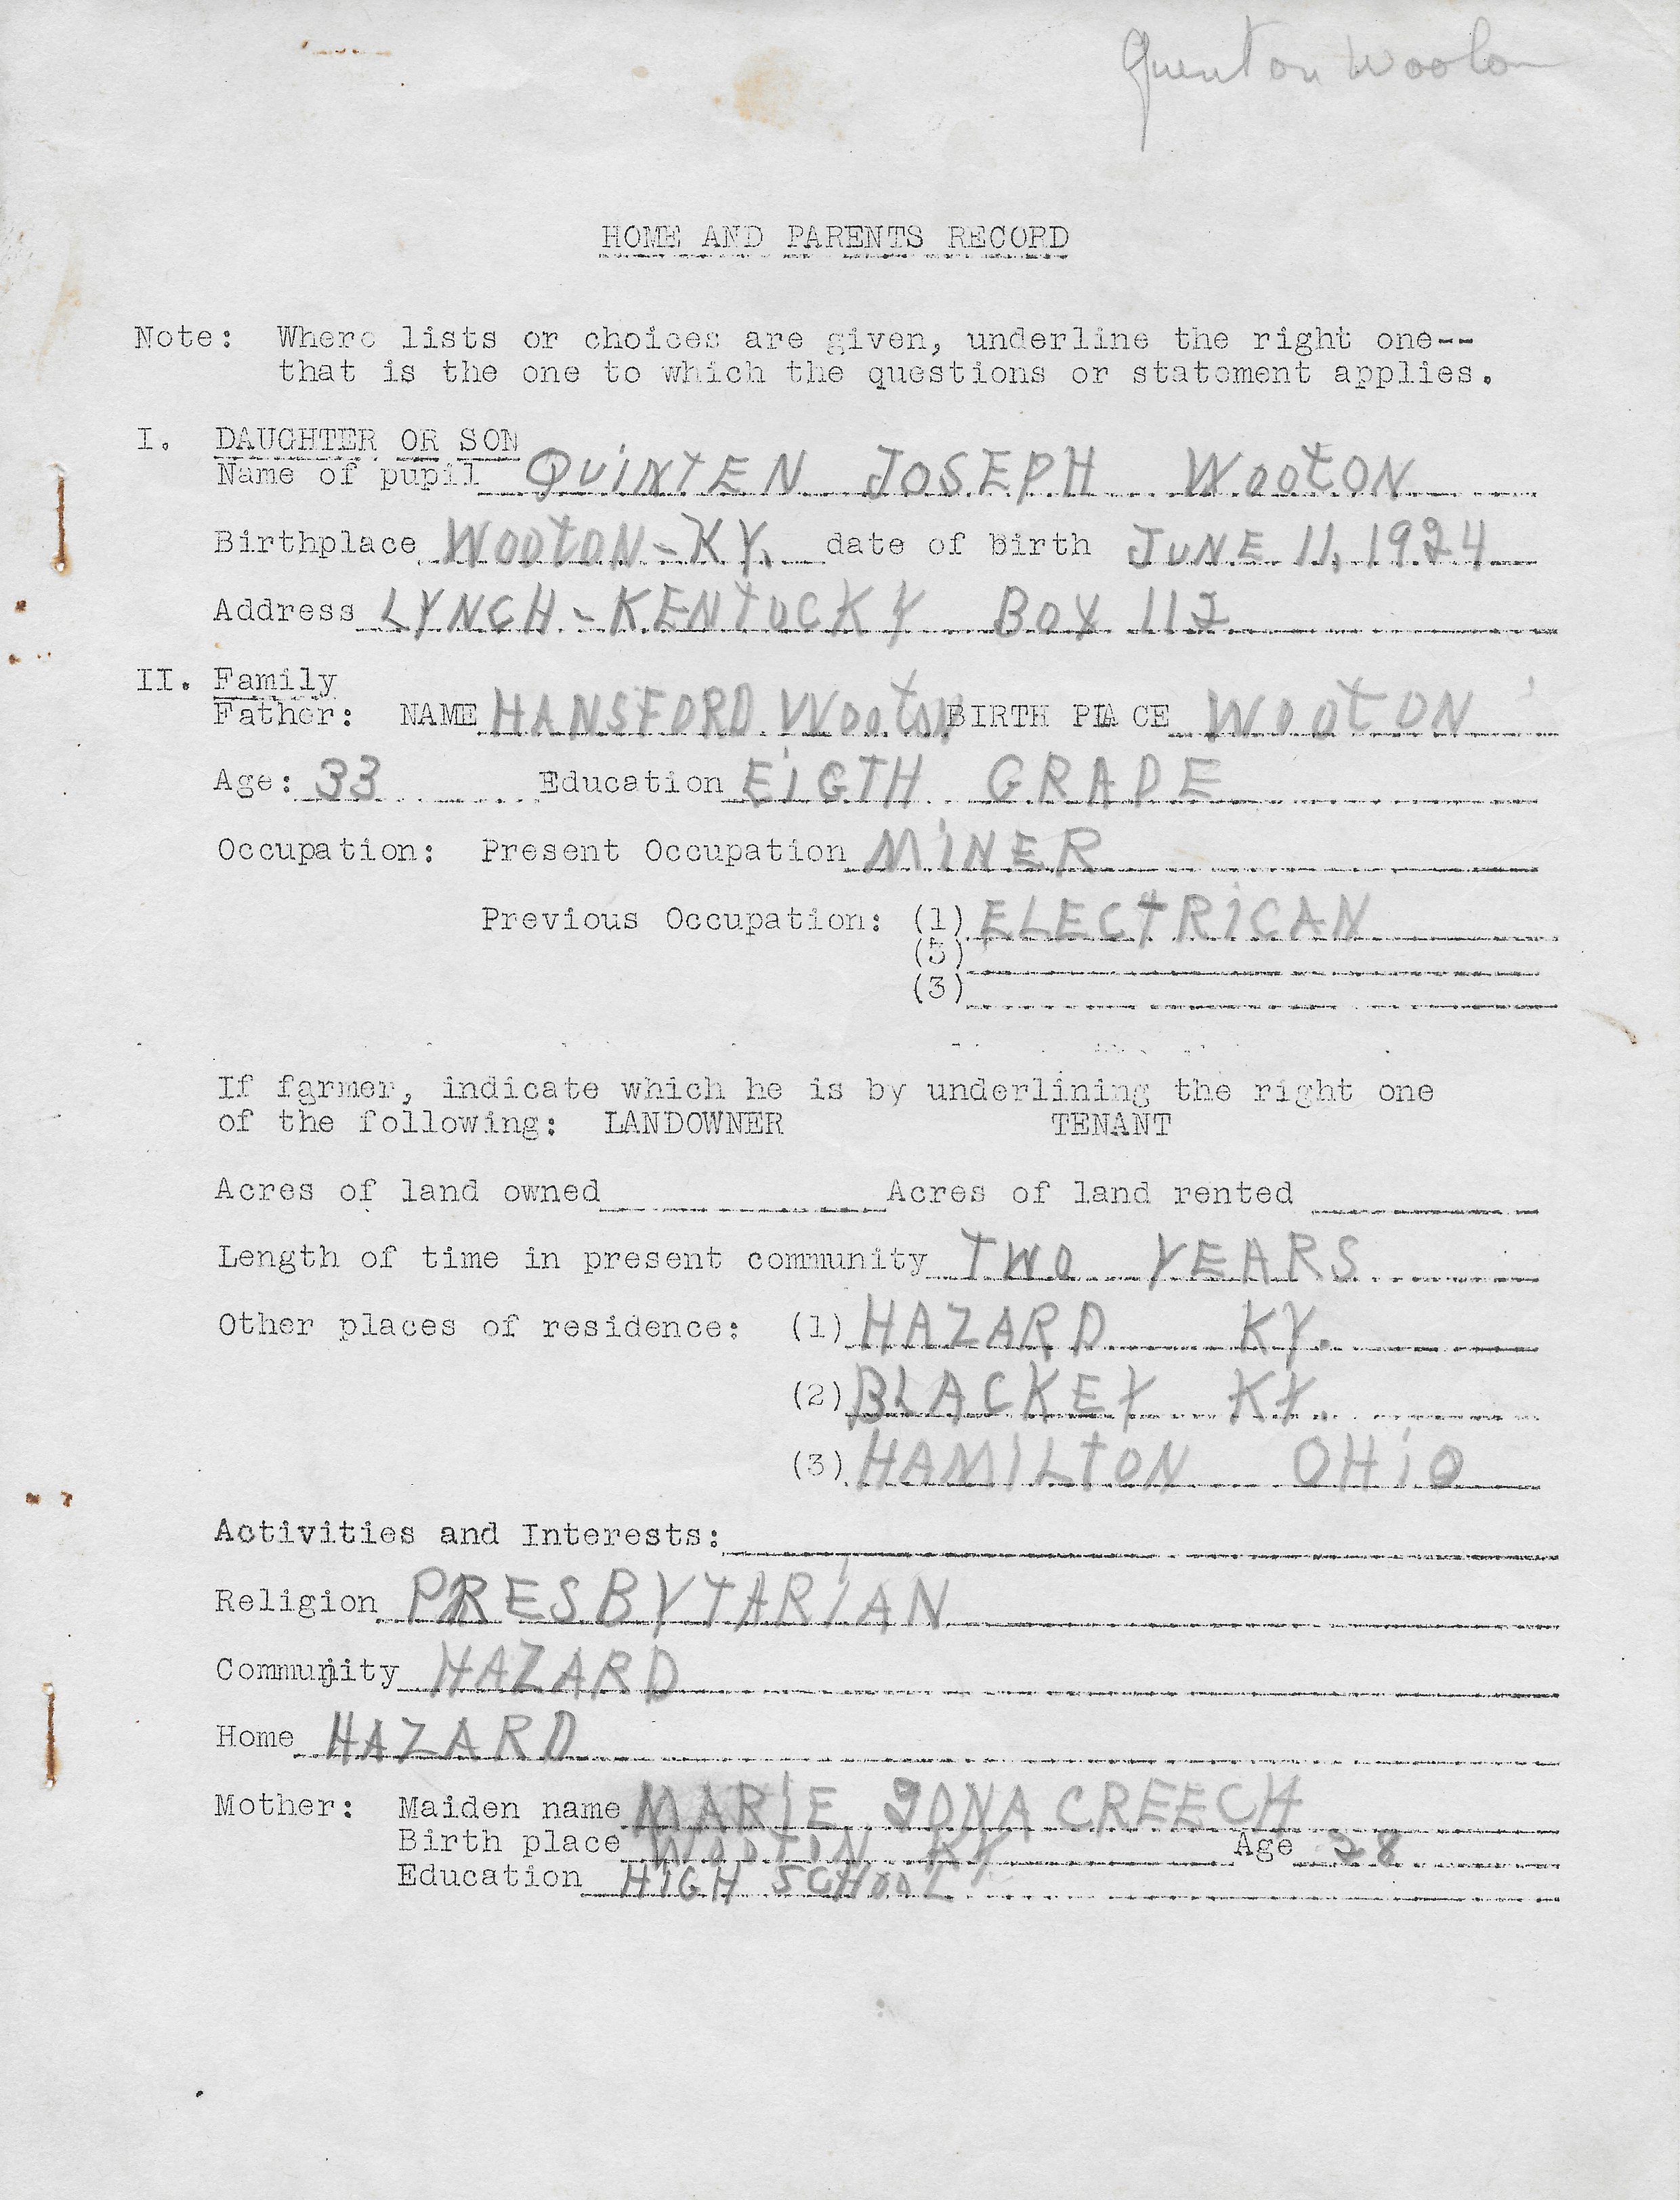 Quenton Wooton
HOME AND PARENTS RECORD
Note: Where lists or choices are given, underline the right one--
that is the one to which the questions or statement applies.
I. DAUGHTER OR SON
Name of pupil QUINTEN JOSEPH WOOTON
Birthplace WOOTON-KY. date of birth JUNE 11, 1924
Address LYNCH-KENTUCKY BOX 112
II. Family
Father: NAME HANSFORD WOOTON BIRTH PLACE WOOTON
Age: 33 Education EIGTH GRADE
Occupation: Present Occupation MINER
Previous Occupation: (1) ELECTRICAN
(5)
(3)
If farmer, indicate which he is by underlining the right one
of the following: LANDOWNER TENANT
Acres of land owned Acres of land rented
Length of time in present community TWO YEARS
Other places of residence: (1) HAZARD KY.
(2) BLACKEY KY.
(3) HAMILTON OHIO
Activities and Interests:
Religion PRESBYTARIAN
Community HAZARD
Home HAZARD
Mother: Maiden name MARIE IONA CREECH
Birth place WOOTON KY Age 28
Education HIGH SCHOOL